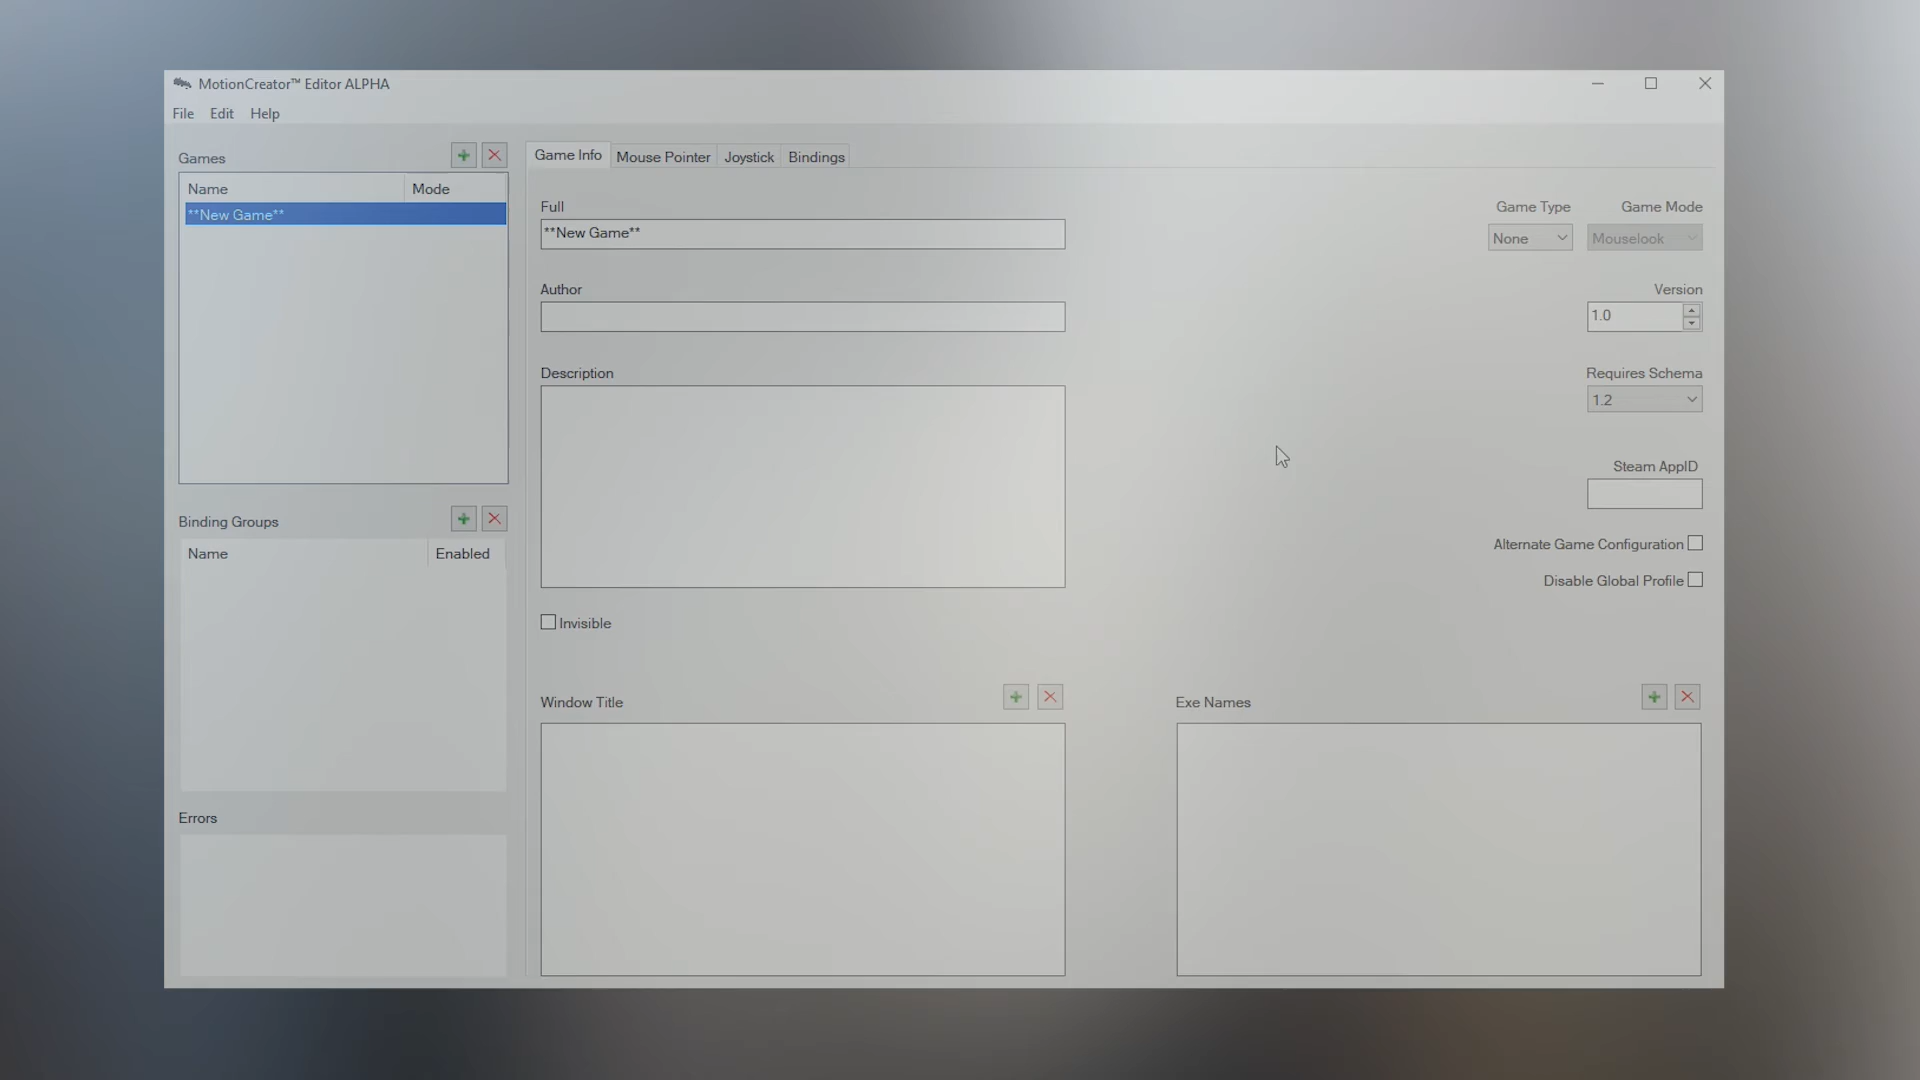 MotionCreator™ Editor ALPHA
File Edit Help
Games
Name Mode
**New Game**
Binding Groups
Name Enabled
Errors
Game Info Mouse Pointer Joystick Bindings
Full
**New Game**
Author
Description
Invisible
Window Title
Game Type Game Mode
None Mouselook
Version
1.0
Requires Schema
1.2
Steam AppID
Alternate Game Configuration
Disable Global Profile
Exe Names